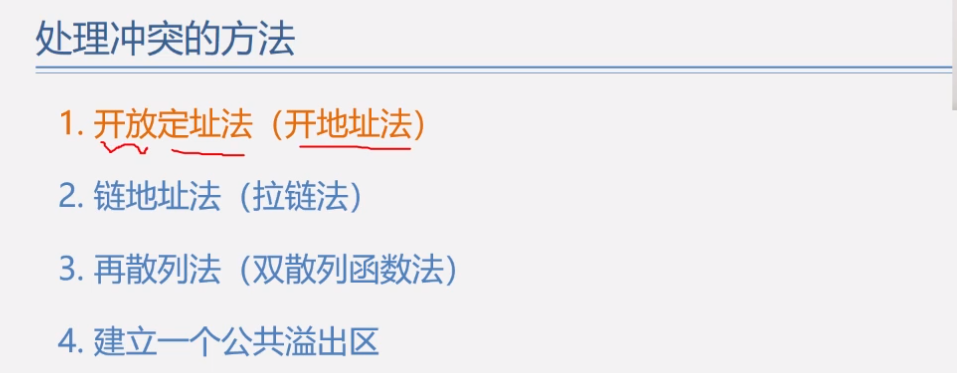 处理冲突的方法
1. 开放定址法（开地址法）
2. 链地址法（拉链法）
3. 再散列法（双散列函数法）
4. 建立一个公共溢出区